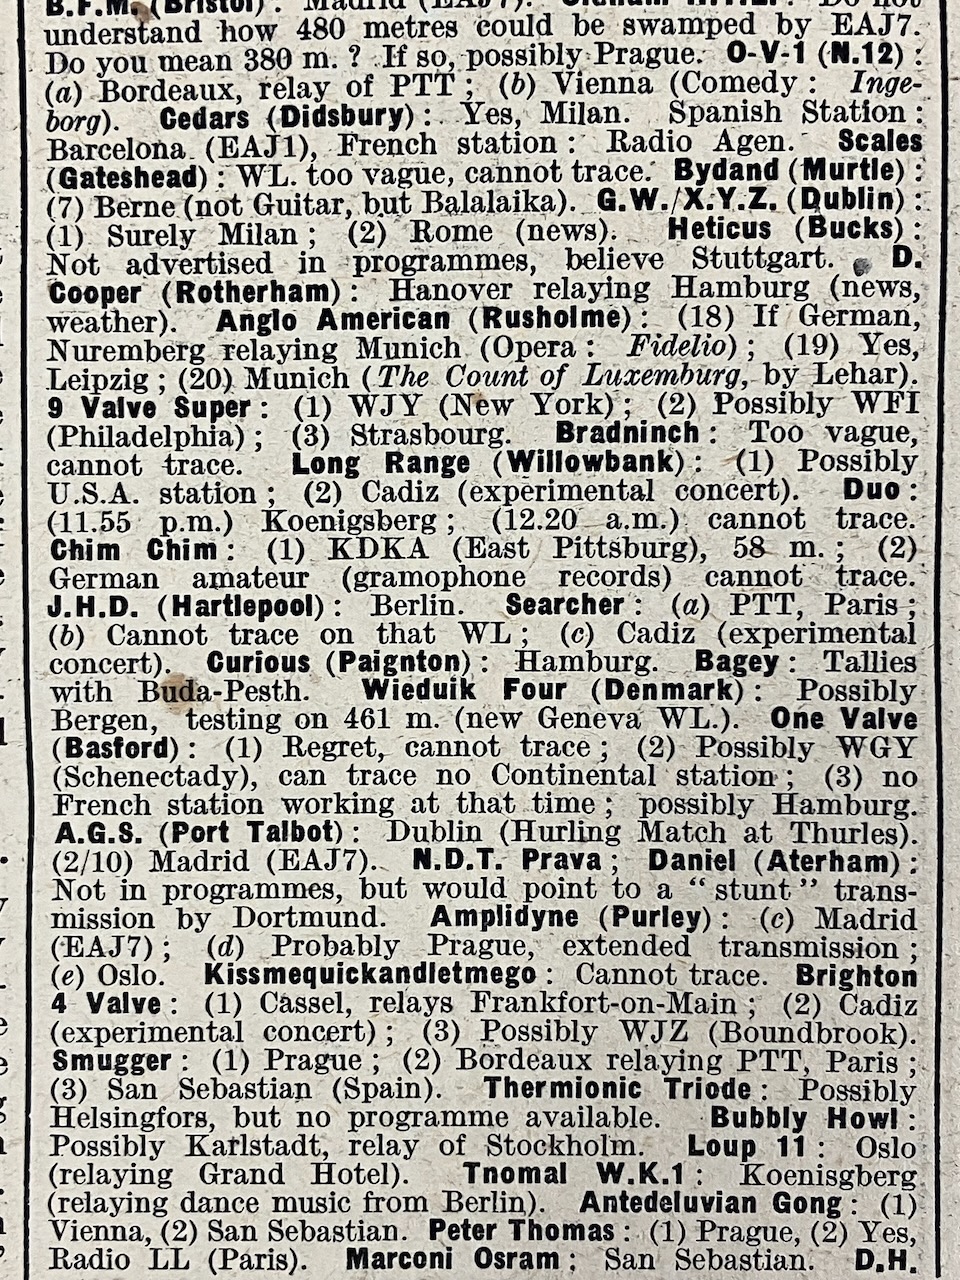 B.F.M. (Bristol): Madrid (EAJ7).
understand how 480 metres could be swamped by EAJ7.
Do you mean 380 m.? If so, possibly Prague. O-V-1 (N.12):
(a) Bordeaux, relay of PTT; (b) Vienna (Comedy: Inge-
borg). Cedars (Didsbury): Yes, Milan. Spanish Station:
Barcelona (EAJ1), French station: Radio Agen. Scales
(Gateshead): WL. too vague, cannot trace. Bydand (Murtle):
(7) Berne (not Guitar, but Balalaika). G.W./X.Y.Z. (Dublin):
(1) Surely Milan; (2) Rome (news). Heticus (Bucks):
Not advertised in programmes, believe Stuttgart. D.
Cooper (Rotherham): Hanover relaying Hamburg (news,
weather). Anglo American (Rusholme): (18) If German,
Nuremberg relaying Munich (Opera: Fidelio); (19) Yes,
Leipzig; (20) Munich (The Count of Luxemburg, by Lehar).
9 Valve Super: (1) WJY (New York); (2) Possibly WFI
(Philadelphia); (3) Strasbourg. Bradninch: Too vague,
cannot trace. Long Range (Willowbank): (1) Possibly
U.S.A. station; (2) Cadiz (experimental concert). Duo:
(11.55 p.m.) Koenigsberg; (12.20 a.m.) cannot trace.
Chim Chim: (1) KDKA (East Pittsburg), 58 m.; (2)
German amateur (gramophone records) cannot trace.
J.H.D. (Hartlepool): Berlin. Searcher: (a) PTT, Paris;
(b) Cannot trace on that WL; (c) Cadiz (experimental
concert). Curious (Paignton): Hamburg. Bagey: Tallies
with Buda-Pesth. Wieduik Four (Denmark): Possibly
Bergen, testing on 461 m. (new Geneva WL.). One Valve
(Basford): (1) Regret, cannot trace; (2) Possibly WGY
(Schenectady), can trace no Continental station; (3) no
French station working at that time; possibly Hamburg.
A.G.S. (Port Talbot): Dublin (Hurling Match at Thurles).
(2/10) Madrid (EAJ7). N.D.T. Prava; Daniel (Aterham):
Not in programmes, but would point to a "stunt" trans-
mission by Dortmund. Amplidyne (Purley): (c) Madrid
(EAJ7); (d) Probably Prague, extended transmission;
(e) Oslo. Kissmequickandletmego: Cannot trace. Brighton
4 Valve: (1) Cassel, relays Frankfort-on-Main; (2) Cadiz
(experimental concert); (3) Possibly WJZ (Boundbrook).
Smugger: (1) Prague; (2) Bordeaux relaying PTT, Paris;
(3) San Sebastian (Spain). Thermionic Triode: Possibly
Helsingfors, but no programme available. Bubbly Howl:
Possibly Karlstadt, relay of Stockholm. Loup 11: Oslo
(relaying Grand Hotel). Tnomal W.K.1: Koenisgberg
(relaying dance music from Berlin). Antedeluvian Gong: (1)
Vienna, (2) San Sebastian. Peter Thomas: (1) Prague, (2) Yes,
Radio LL (Paris). Marconi Osram; San Sebastian. D.H.